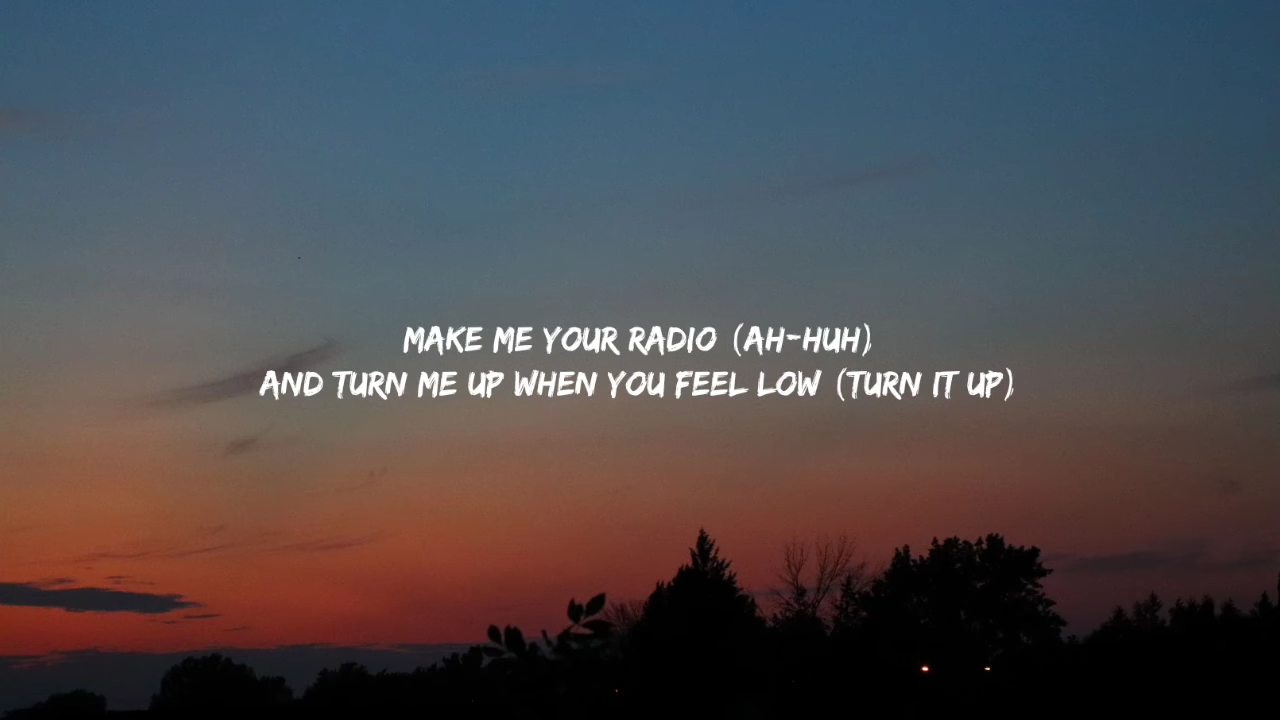 MAKE ME YOUR RADIO (AH-HUH)
AND TURN ME UP WHEN YOU FEEL LOW (TURN IT UP)